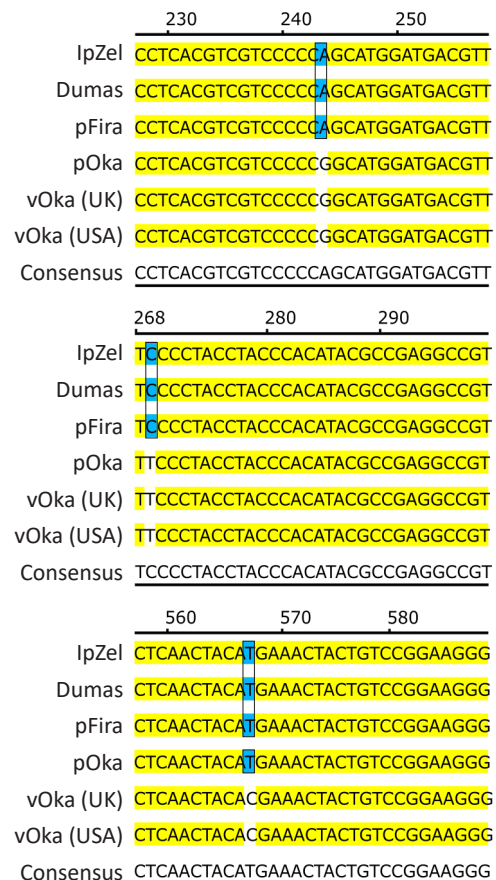 230 240 250
IpZel CCTCACGTCGTCCCCCAGCATGGATGACGTT
Dumas CCTCACGTCGTCCCCCAGCATGGATGACGTT
pFira CCTCACGTCGTCCCCCAGCATGGATGACGTT
pOka CCTCACGTCGTCCCCCGGCATGGATGACGTT
vOka (UK) CCTCACGTCGTCCCCCGGCATGGATGACGTT
vOka (USA) CCTCACGTCGTCCCCCGGCATGGATGACGTT
Consensus CCTCACGTCGTCCCCCAGCATGGATGACGTT
268 280 290
IpZel TCCCCTACCTACCCACATACGCCGAGGCCGT
Dumas TCCCCTACCTACCCACATACGCCGAGGCCGT
pFira TCCCCTACCTACCCACATACGCCGAGGCCGT
pOka TTCCCTACCTACCCACATACGCCGAGGCCGT
vOka (UK) TTCCCTACCTACCCACATACGCCGAGGCCGT
vOka (USA) TTCCCTACCTACCCACATACGCCGAGGCCGT
Consensus TCCCCTACCTACCCACATACGCCGAGGCCGT
560 570 580
IpZel CTCAACTACATGAAACTACTGTCCGGAAGGG
Dumas CTCAACTACATGAAACTACTGTCCGGAAGGG
pFira CTCAACTACATGAAACTACTGTCCGGAAGGG
pOka CTCAACTACATGAAACTACTGTCCGGAAGGG
vOka (UK) CTCAACTACACGAAACTACTGTCCGGAAGGG
vOka (USA) CTCAACTACACGAAACTACTGTCCGGAAGGG
Consensus CTCAACTACATGAAACTACTGTCCGGAAGGG